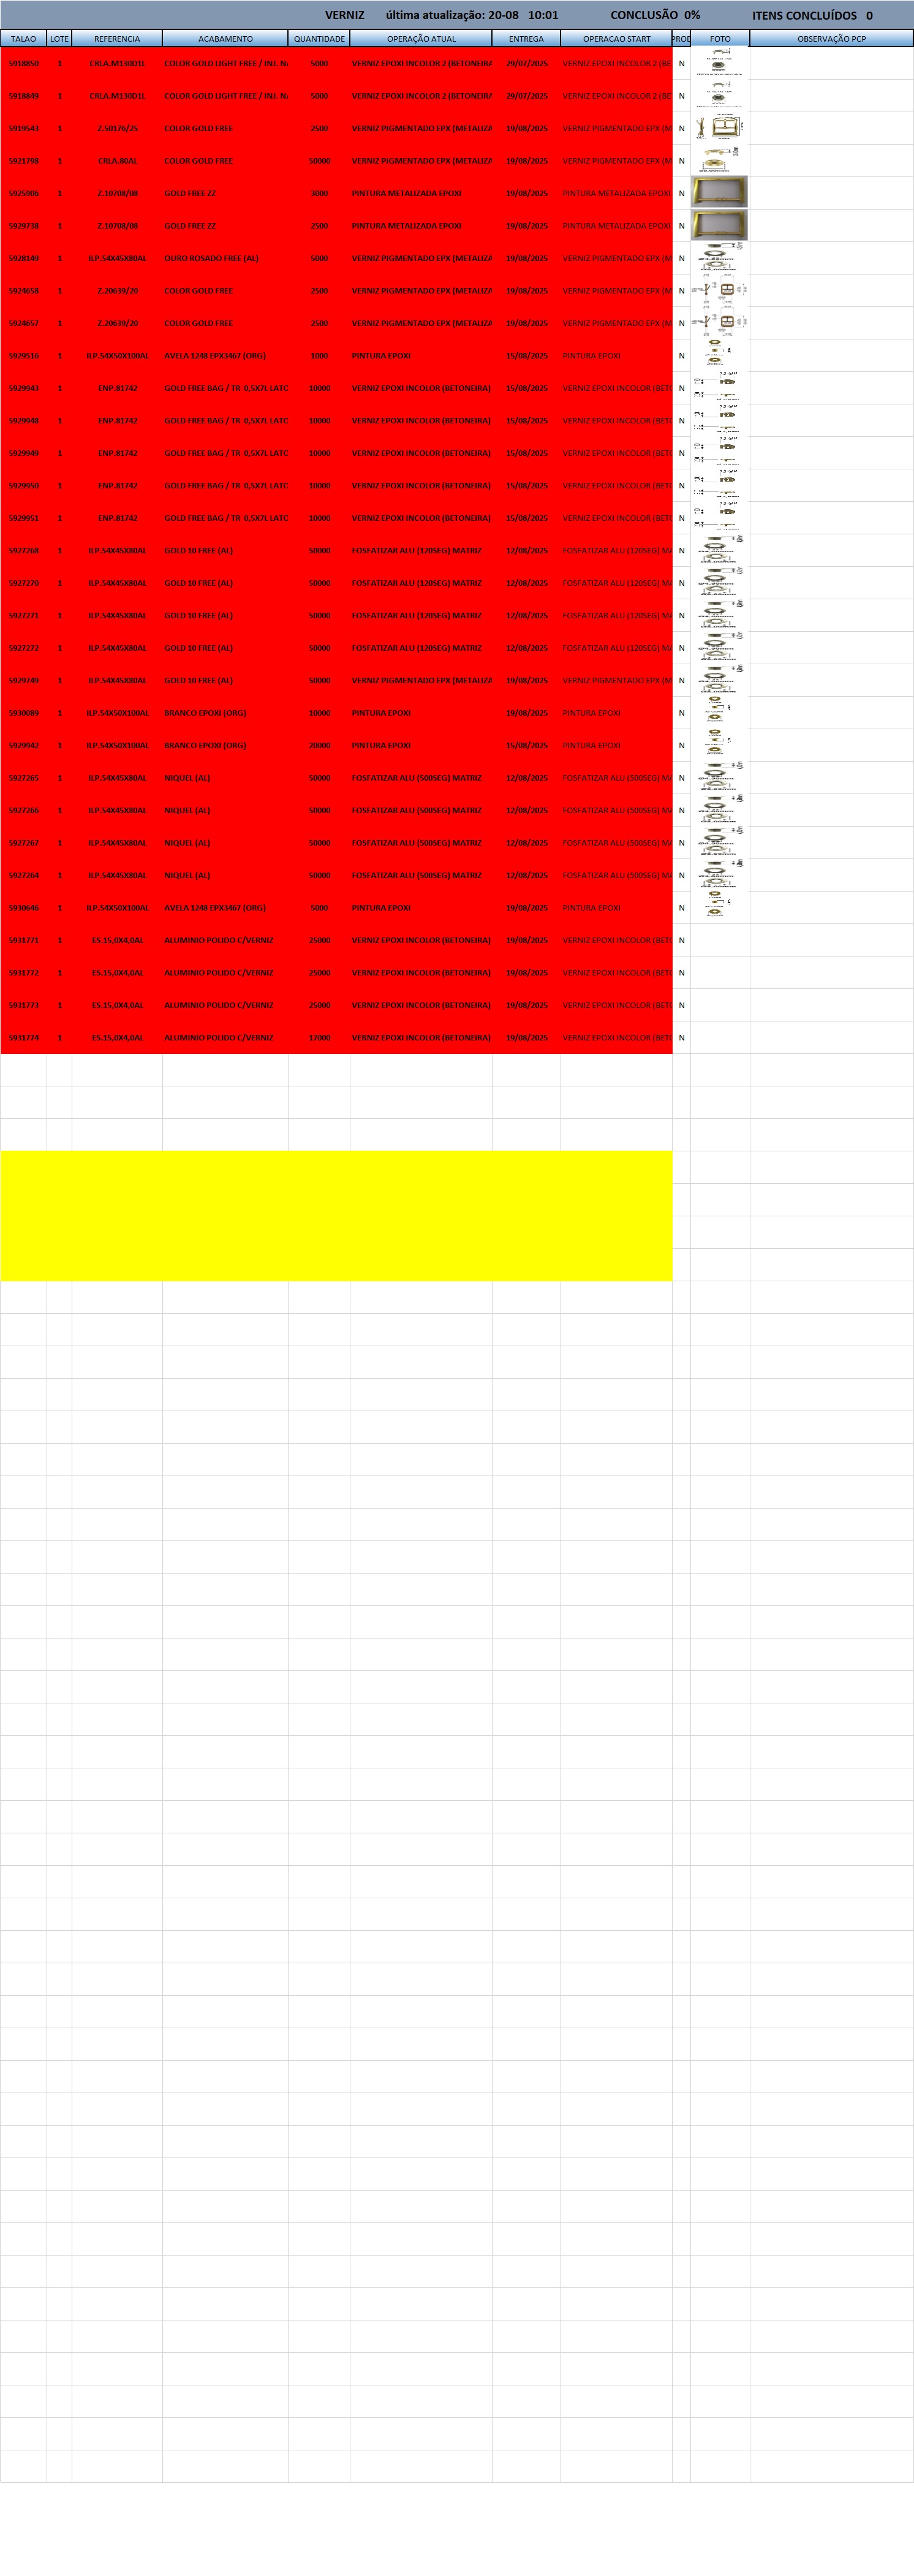 VERNIZ última atualização: 20-08 10:01 CONCLUSÃO 0% ITENS CONCLUÍDOS 0
TALAO LOTE REFERENCIA ACABAMENTO QUANTIDADE OPERAÇÃO ATUAL ENTREGA OPERACAO START PROD FOTO OBSERVAÇÃO PCP
5918850 1 CRLA.M130D1L COLOR GOLD LIGHT FREE / INJ. NA 5000 VERNIZ EPOXI INCOLOR 2 (BETONEIRA 29/07/2025 VERNIZ EPOXI INCOLOR 2 (BE N
5918849 1 CRLA.M130D1L COLOR GOLD LIGHT FREE / INJ. NA 5000 VERNIZ EPOXI INCOLOR 2 (BETONEIRA 29/07/2025 VERNIZ EPOXI INCOLOR 2 (BE N
5919543 1 Z.50176/25 COLOR GOLD FREE 2500 VERNIZ PIGMENTADO EPX (METALIZA 19/08/2025 VERNIZ PIGMENTADO EPX (M N
5921798 1 CRLA.80AL COLOR GOLD FREE 50000 VERNIZ PIGMENTADO EPX (METALIZA 19/08/2025 VERNIZ PIGMENTADO EPX (M N
5925906 1 Z.10708/08 GOLD FREE ZZ 3000 PINTURA METALIZADA EPOXI 19/08/2025 PINTURA METALIZADA EPOXI N
5929738 1 Z.10708/08 GOLD FREE ZZ 2500 PINTURA METALIZADA EPOXI 19/08/2025 PINTURA METALIZADA EPOXI N
5928149 1 ILP.54X45X80AL OURO ROSADO FREE (AL) 5000 VERNIZ PIGMENTADO EPX (METALIZA 19/08/2025 VERNIZ PIGMENTADO EPX (M N
5924658 1 Z.20639/20 COLOR GOLD FREE 2500 VERNIZ PIGMENTADO EPX (METALIZA 19/08/2025 VERNIZ PIGMENTADO EPX (M N
5924657 1 Z.20639/20 COLOR GOLD FREE 2500 VERNIZ PIGMENTADO EPX (METALIZA 19/08/2025 VERNIZ PIGMENTADO EPX (M N
5929516 1 ILP.54X50X100AL AVELA 1248 EPX3467 (ORG) 1000 PINTURA EPOXI 15/08/2025 PINTURA EPOXI N
5929943 1 ENP.81742 GOLD FREE BAG / TR 0,5X7L LATC 10000 VERNIZ EPOXI INCOLOR (BETONEIRA) 15/08/2025 VERNIZ EPOXI INCOLOR (BETO N
5929948 1 ENP.81742 GOLD FREE BAG / TR 0,5X7L LATC 10000 VERNIZ EPOXI INCOLOR (BETONEIRA) 15/08/2025 VERNIZ EPOXI INCOLOR (BETO N
5929949 1 ENP.81742 GOLD FREE BAG / TR 0,5X7L LATC 10000 VERNIZ EPOXI INCOLOR (BETONEIRA) 15/08/2025 VERNIZ EPOXI INCOLOR (BETO N
5929950 1 ENP.81742 GOLD FREE BAG / TR 0,5X7L LATC 10000 VERNIZ EPOXI INCOLOR (BETONEIRA) 15/08/2025 VERNIZ EPOXI INCOLOR (BETO N
5929951 1 ENP.81742 GOLD FREE BAG / TR 0,5X7L LATC 10000 VERNIZ EPOXI INCOLOR (BETONEIRA) 15/08/2025 VERNIZ EPOXI INCOLOR (BETO N
5927268 1 ILP.54X45X80AL GOLD 10 FREE (AL) 50000 FOSFATIZAR ALU (120SEG) MATRIZ 12/08/2025 FOSFATIZAR ALU (120SEG) MA N
5927270 1 ILP.54X45X80AL GOLD 10 FREE (AL) 50000 FOSFATIZAR ALU (120SEG) MATRIZ 12/08/2025 FOSFATIZAR ALU (120SEG) MA N
5927271 1 ILP.54X45X80AL GOLD 10 FREE (AL) 50000 FOSFATIZAR ALU (120SEG) MATRIZ 12/08/2025 FOSFATIZAR ALU (120SEG) MA N
5927272 1 ILP.54X45X80AL GOLD 10 FREE (AL) 50000 FOSFATIZAR ALU (120SEG) MATRIZ 12/08/2025 FOSFATIZAR ALU (120SEG) MA N
5929749 1 ILP.54X45X80AL GOLD 10 FREE (AL) 50000 VERNIZ PIGMENTADO EPX (METALIZA 19/08/2025 VERNIZ PIGMENTADO EPX (M N
5930089 1 ILP.54X50X100AL BRANCO EPOXI (ORG) 10000 PINTURA EPOXI 19/08/2025 PINTURA EPOXI N
5929942 1 ILP.54X50X100AL BRANCO EPOXI (ORG) 20000 PINTURA EPOXI 15/08/2025 PINTURA EPOXI N
5927265 1 ILP.54X45X80AL NIQUEL (AL) 50000 FOSFATIZAR ALU (500SEG) MATRIZ 12/08/2025 FOSFATIZAR ALU (500SEG) MA N
5927266 1 ILP.54X45X80AL NIQUEL (AL) 50000 FOSFATIZAR ALU (500SEG) MATRIZ 12/08/2025 FOSFATIZAR ALU (500SEG) MA N
5927267 1 ILP.54X45X80AL NIQUEL (AL) 50000 FOSFATIZAR ALU (500SEG) MATRIZ 12/08/2025 FOSFATIZAR ALU (500SEG) MA N
5927264 1 ILP.54X45X80AL NIQUEL (AL) 50000 FOSFATIZAR ALU (500SEG) MATRIZ 12/08/2025 FOSFATIZAR ALU (500SEG) MA N
5930646 1 ILP.54X50X100AL AVELA 1248 EPX3467 (ORG) 5000 PINTURA EPOXI 19/08/2025 PINTURA EPOXI N
5931771 1 ES.15,0X4,0AL ALUMINIO POLIDO C/VERNIZ 25000 VERNIZ EPOXI INCOLOR (BETONEIRA) 19/08/2025 VERNIZ EPOXI INCOLOR (BETO N
5931772 1 ES.15,0X4,0AL ALUMINIO POLIDO C/VERNIZ 25000 VERNIZ EPOXI INCOLOR (BETONEIRA) 19/08/2025 VERNIZ EPOXI INCOLOR (BETO N
5931773 1 ES.15,0X4,0AL ALUMINIO POLIDO C/VERNIZ 25000 VERNIZ EPOXI INCOLOR (BETONEIRA) 19/08/2025 VERNIZ EPOXI INCOLOR (BETO N
5931774 1 ES.15,0X4,0AL ALUMINIO POLIDO C/VERNIZ 17000 VERNIZ EPOXI INCOLOR (BETONEIRA) 19/08/2025 VERNIZ EPOXI INCOLOR (BETO N